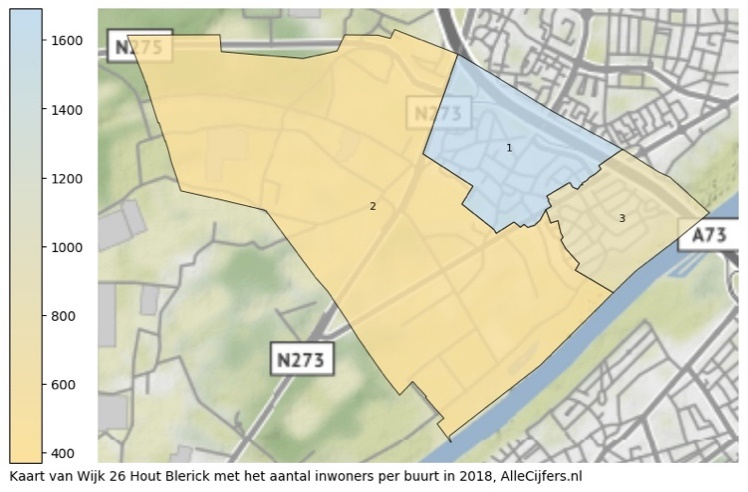 1600
1400
1200
1000
800
600
400
N275
N273
1
2
3
A73
N273
Kaart van Wijk 26 Hout Blerick met het aantal inwoners per buurt in 2018, AlleCijfers.nl